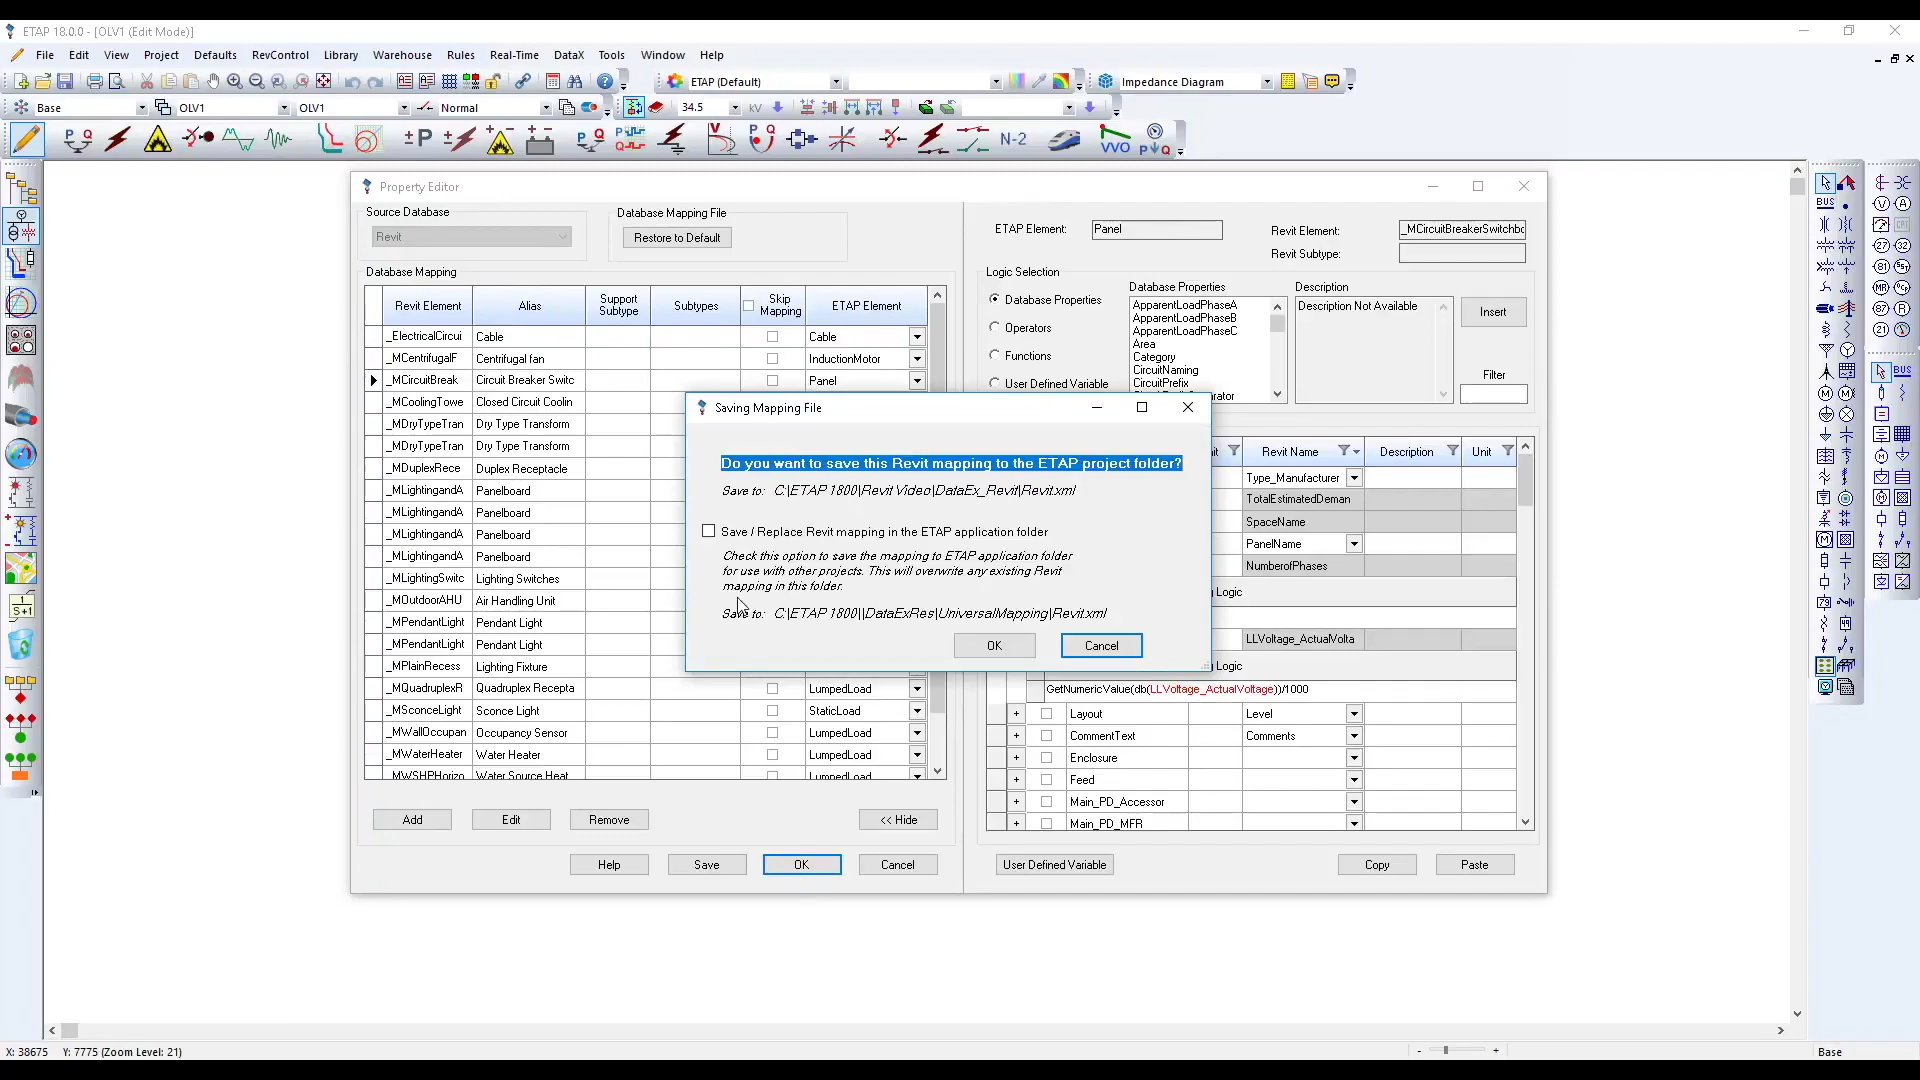 ETAP 18.0.0 - [OLV1 (Edit Mode)]
File Edit View Project Defaults RevControl Library Warehouse Rules Real-Time DataX Tools Window Help
ETAP (Default) Impedance Diagram
Base OLV1 OLV1 Normal 34.5 kV
N-2 VVO
Property Editor
Source Database
Revit
Database Mapping File
Restore to Default
Database Mapping
Revit Element Alias Support Subtype Subtypes Skip Mapping ETAP Element
_ElectricalCircui Cable Cable
_MCentrifugalF Centrifugal fan InductionMotor
_MCircuitBreak Circuit Breaker Switc Panel
_MCoolingTowe Closed Circuit Coolin
_MDryTypeTran Dry Type Transform
_MDryTypeTran Dry Type Transform
_MDuplexRece Duplex Receptacle
_MLightingandA Panelboard
_MLightingandA Panelboard
_MLightingandA Panelboard
_MLightingandA Panelboard
_MLightingSwitc Lighting Switches
_MOutdoorAHU Air Handling Unit
_MPendantLight Pendant Light
_MPendantLight Pendant Light
_MPlainRecess Lighting Fixture
_MQuadruplexR Quadruplex Recepta LumpedLoad
_MSconceLight Sconce Light StaticLoad
_MWallOccupan Occupancy Sensor LumpedLoad
_MWaterHeater Water Heater LumpedLoad
_MWSHPHorizo Water Source Heat LumpedLoad
Add Edit Remove << Hide
Help Save OK Cancel
ETAP Element: Panel
Revit Element: _MCircuitBreakerSwitchbo
Revit Subtype:
Logic Selection
Database Properties
Operators
Functions
User Defined Variable
Database Properties
ApparentLoadPhaseA
ApparentLoadPhaseB
ApparentLoadPhaseC
Area
Category
CircuitNaming
CircuitPrefix
Description
Description Not Available
Insert
Filter
Revit Name Description Unit
Type_Manufacturer
TotalEstimatedDeman
SpaceName
PanelName
NumberofPhases
Logic
LLVoltage_ActualVolta
Logic
GetNumericValue(db(LLVoltage_ActualVoltage))/1000
+ Layout Level
+ CommentText Comments
+ Enclosure
+ Feed
+ Main_PD_Accessor
+ Main_PD_MFR
User Defined Variable Copy Paste
Saving Mapping File
Do you want to save this Revit mapping to the ETAP project folder?
Save to: C:\ETAP 1800\Revit Video\DataEx_Revit\Revit.xml
Save / Replace Revit mapping in the ETAP application folder
Check this option to save the mapping to ETAP application folder
for use with other projects. This will overwrite any existing Revit
mapping in this folder.
Save to: C:\ETAP 1800\\DataExRes\UniversalMapping\Revit.xml
OK Cancel
X: 38675 Y: 7775 (Zoom Level: 21)
Base